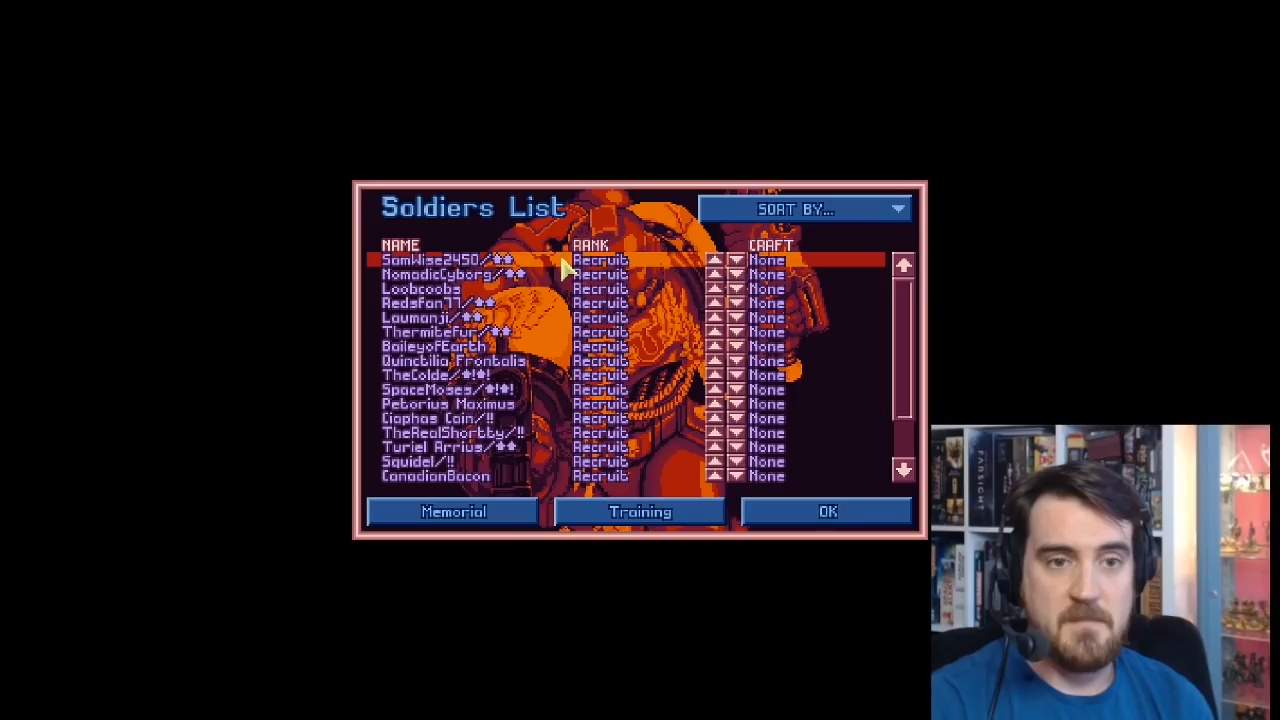 Soldiers List
SORT BY...
NAME RANK CRAFT
SamWise2450/ Recruit None
NomadicCyborg/ Recruit None
Loobcoobs Recruit None
Redsfan77/ Recruit None
Laumanji/ Recruit None
Thermitefur/ Recruit None
BaileyofEarth Recruit None
Quinctilia Frontalis Recruit None
TheColde/ Recruit None
SpaceMoses/ Recruit None
Petorius Maximus Recruit None
Ciaphas Cain/!! Recruit None
TheRealShortty/!! Recruit None
Turiel Arrius/ Recruit None
Squidel/!! Recruit None
CanadianBacon Recruit None
Memorial Training OK
FANSIGHT